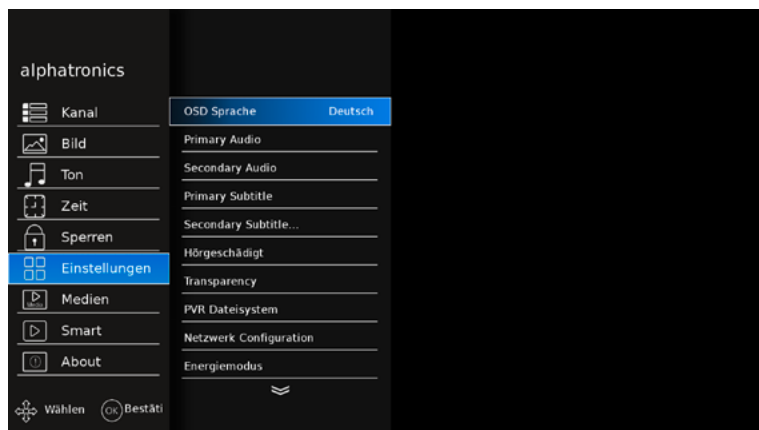 alphatronics
Kanal
Bild
Ton
Zeit
Sperren
Einstellungen
Medien
Smart
About
Wählen OK Bestäti
OSD Sprache Deutsch
Primary Audio
Secondary Audio
Primary Subtitle
Secondary Subtitle...
Hörgeschädigt
Transparency
PVR Dateisystem
Netzwerk Configuration
Energiemodus